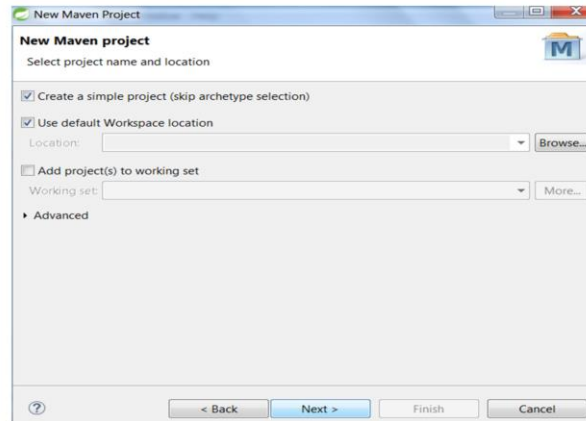 New Maven Project
New Maven project
Select project name and location
M
Create a simple project (skip archetype selection)
Use default Workspace location
Location:
Browse...
Add project(s) to working set
Working set:
More...
Advanced
?
< Back
Next >
Finish
Cancel